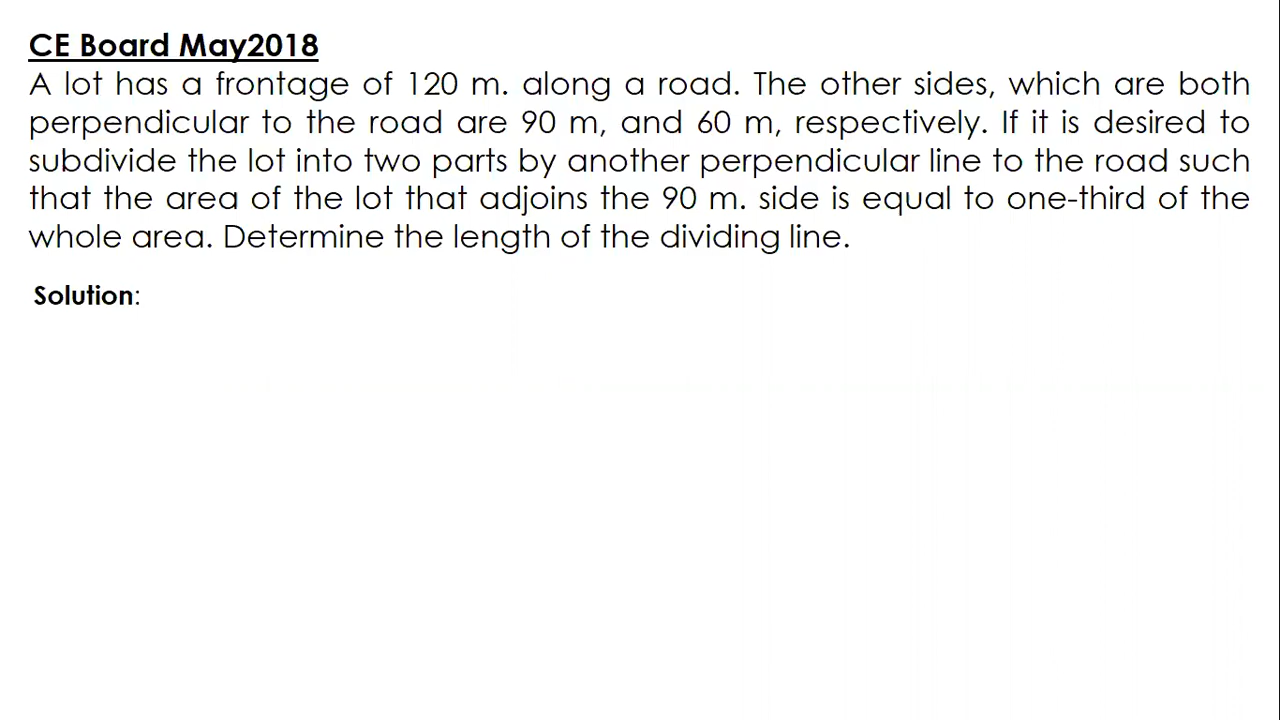 CE Board May2018
A lot has a frontage of 120 m. along a road. The other sides, which are both
perpendicular to the road are 90 m, and 60 m, respectively. If it is desired to
subdivide the lot into two parts by another perpendicular line to the road such
that the area of the lot that adjoins the 90 m. side is equal to one-third of the
whole area. Determine the length of the dividing line.
Solution: